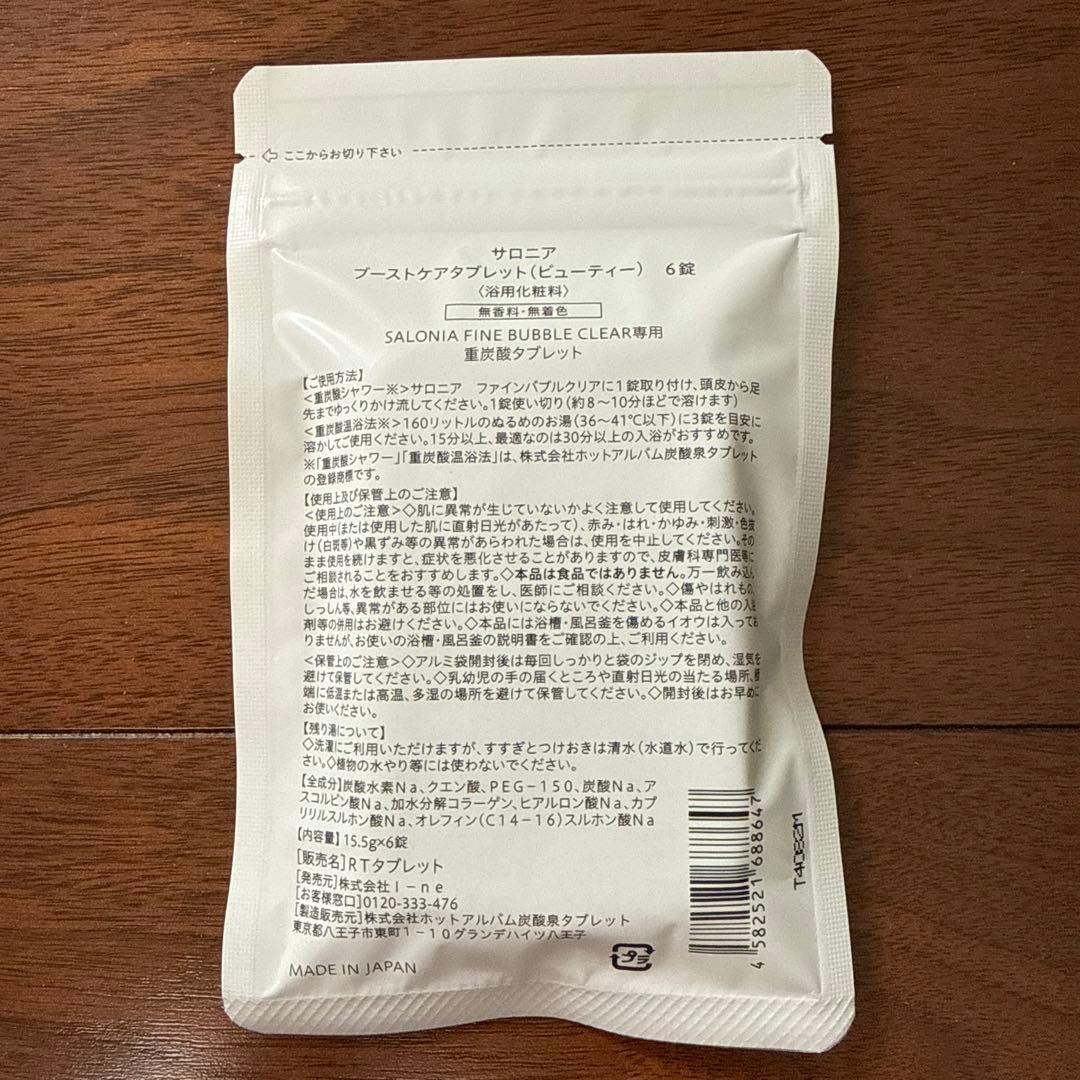 ここからお切り下さい
サロニア
ブーストケアタブレット(ビューティー) 6錠
〈浴用化粧料〉
無香料・無着色
SALONIA FINE BUBBLE CLEAR専用
重炭酸タブレット
【ご使用方法】
<重炭酸シャワー※>サロニア ファインバブルクリアに1錠取り付け、頭皮から足
先までゆっくりかけ流してください。1錠使い切り(約8〜10分ほどで溶けます)
<重炭酸温浴法※>160リットルのぬるめのお湯(36〜41℃以下)に3錠を目安に
溶かしてご使用ください。15分以上、最適なのは30分以上の入浴がおすすめです。
※「重炭酸シャワー」「重炭酸温浴法」は、株式会社ホットアルバム炭酸泉タブレット
の登録商標です。
【使用上及び保管上のご注意】
<使用上のご注意>◇肌に異常が生じていないかよく注意して使用してください。
使用中(または使用した肌に直射日光があたって)、赤み・はれ・かゆみ・刺激・色抜
け(白斑等)や黒ずみ等の異常があらわれた場合は、使用を中止してください。その
まま使用を続けますと、症状を悪化させることがありますので、皮膚科専門医等に
ご相談されることをおすすめします。◇本品は食品ではありません。万一飲み込ん
だ場合は、水を飲ませる等の処置をし、医師にご相談ください。◇傷やはれもの、
しっしん等、異常がある部位にはお使いにならないでください。◇本品と他の入浴
剤等の併用はお避けください。◇本品には浴槽・風呂釜を傷めるイオウは入ってお
りませんが、お使いの浴槽・風呂釜の説明書をご確認の上、ご利用ください。
<保管上のご注意>◇アルミ袋開封後は毎回しっかりと袋のジップを閉め、湿気を
避けて保管してください。◇乳幼児の手の届くところや直射日光の当たる場所、極
端に低温または高温、多湿の場所を避けて保管してください。◇開封後はお早めに
お使いください。
【残り湯について】
◇洗濯にご利用いただけますが、すすぎとつけおきは清水(水道水)で行ってくだ
さい。◇植物の水やり等には使わないでください。
【全成分】炭酸水素Na、クエン酸、PEG-150、炭酸Na、ア
スコルビン酸Na、加水分解コラーゲン、ヒアルロン酸Na、カプ
リリルスルホン酸Na、オレフィン(C14-16)スルホン酸Na
【内容量】15.5g×6錠
[販売名]RTタブレット
[発売元]株式会社I-ne
[お客様窓口]0120-333-476
[製造販売元]株式会社ホットアルバム炭酸泉タブレット
東京都八王子市東町1-10グランデハイツ八王子
MADE IN JAPAN
プラ
4 582521 688647